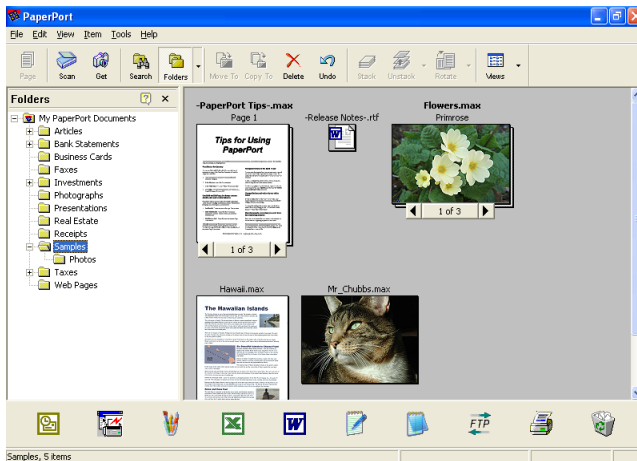 PaperPort
File Edit View Item Tools Help
Page Scan Get Search Folders Move To Copy To Delete Undo Stack Unstack Rotate Views
Folders
My PaperPort Documents
Articles
Bank Statements
Business Cards
Faxes
Investments
Photographs
Presentations
Real Estate
Receipts
Samples
Photos
Taxes
Web Pages
-PaperPort Tips-.max
Page 1
Tips for Using
PaperPort
1 of 3
-Release Notes-.rtf
Flowers.max
Primrose
1 of 3
Hawaii.max
The Hawaiian Islands
Mr_Chubbs.max
FTP
Samples, 5 items